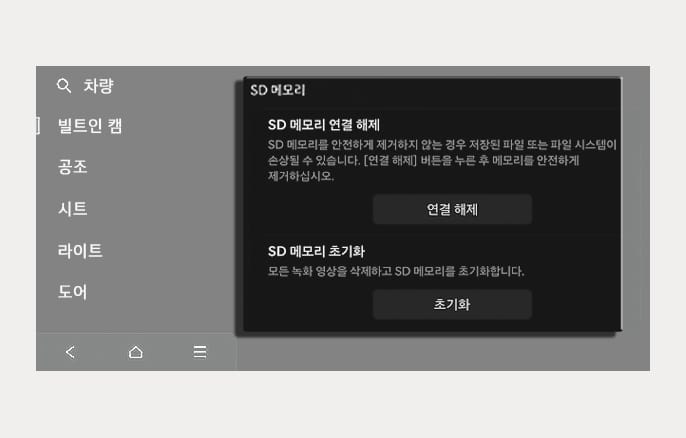 차량
빌트인 캠
공조
시트
라이트
도어
SD 메모리
SD 메모리 연결 해제
SD 메모리를 안전하게 제거하지 않는 경우 저장된 파일 또는 파일 시스템이
손상될 수 있습니다. [연결 해제] 버튼을 누른 후 메모리를 안전하게
제거하십시오.
연결 해제
SD 메모리 초기화
모든 녹화 영상을 삭제하고 SD 메모리를 초기화합니다.
초기화